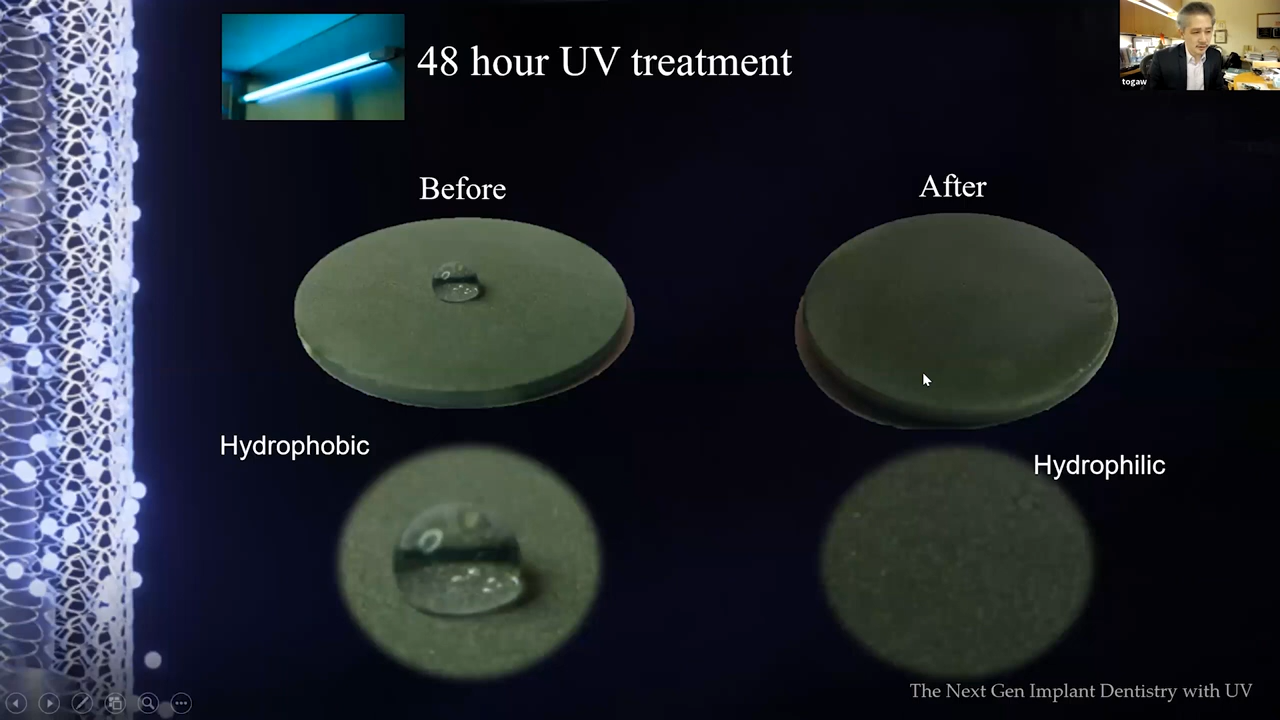 48 hour UV treatment
togaw
Before
After
Hydrophobic
Hydrophilic
The Next Gen Implant Dentistry with UV